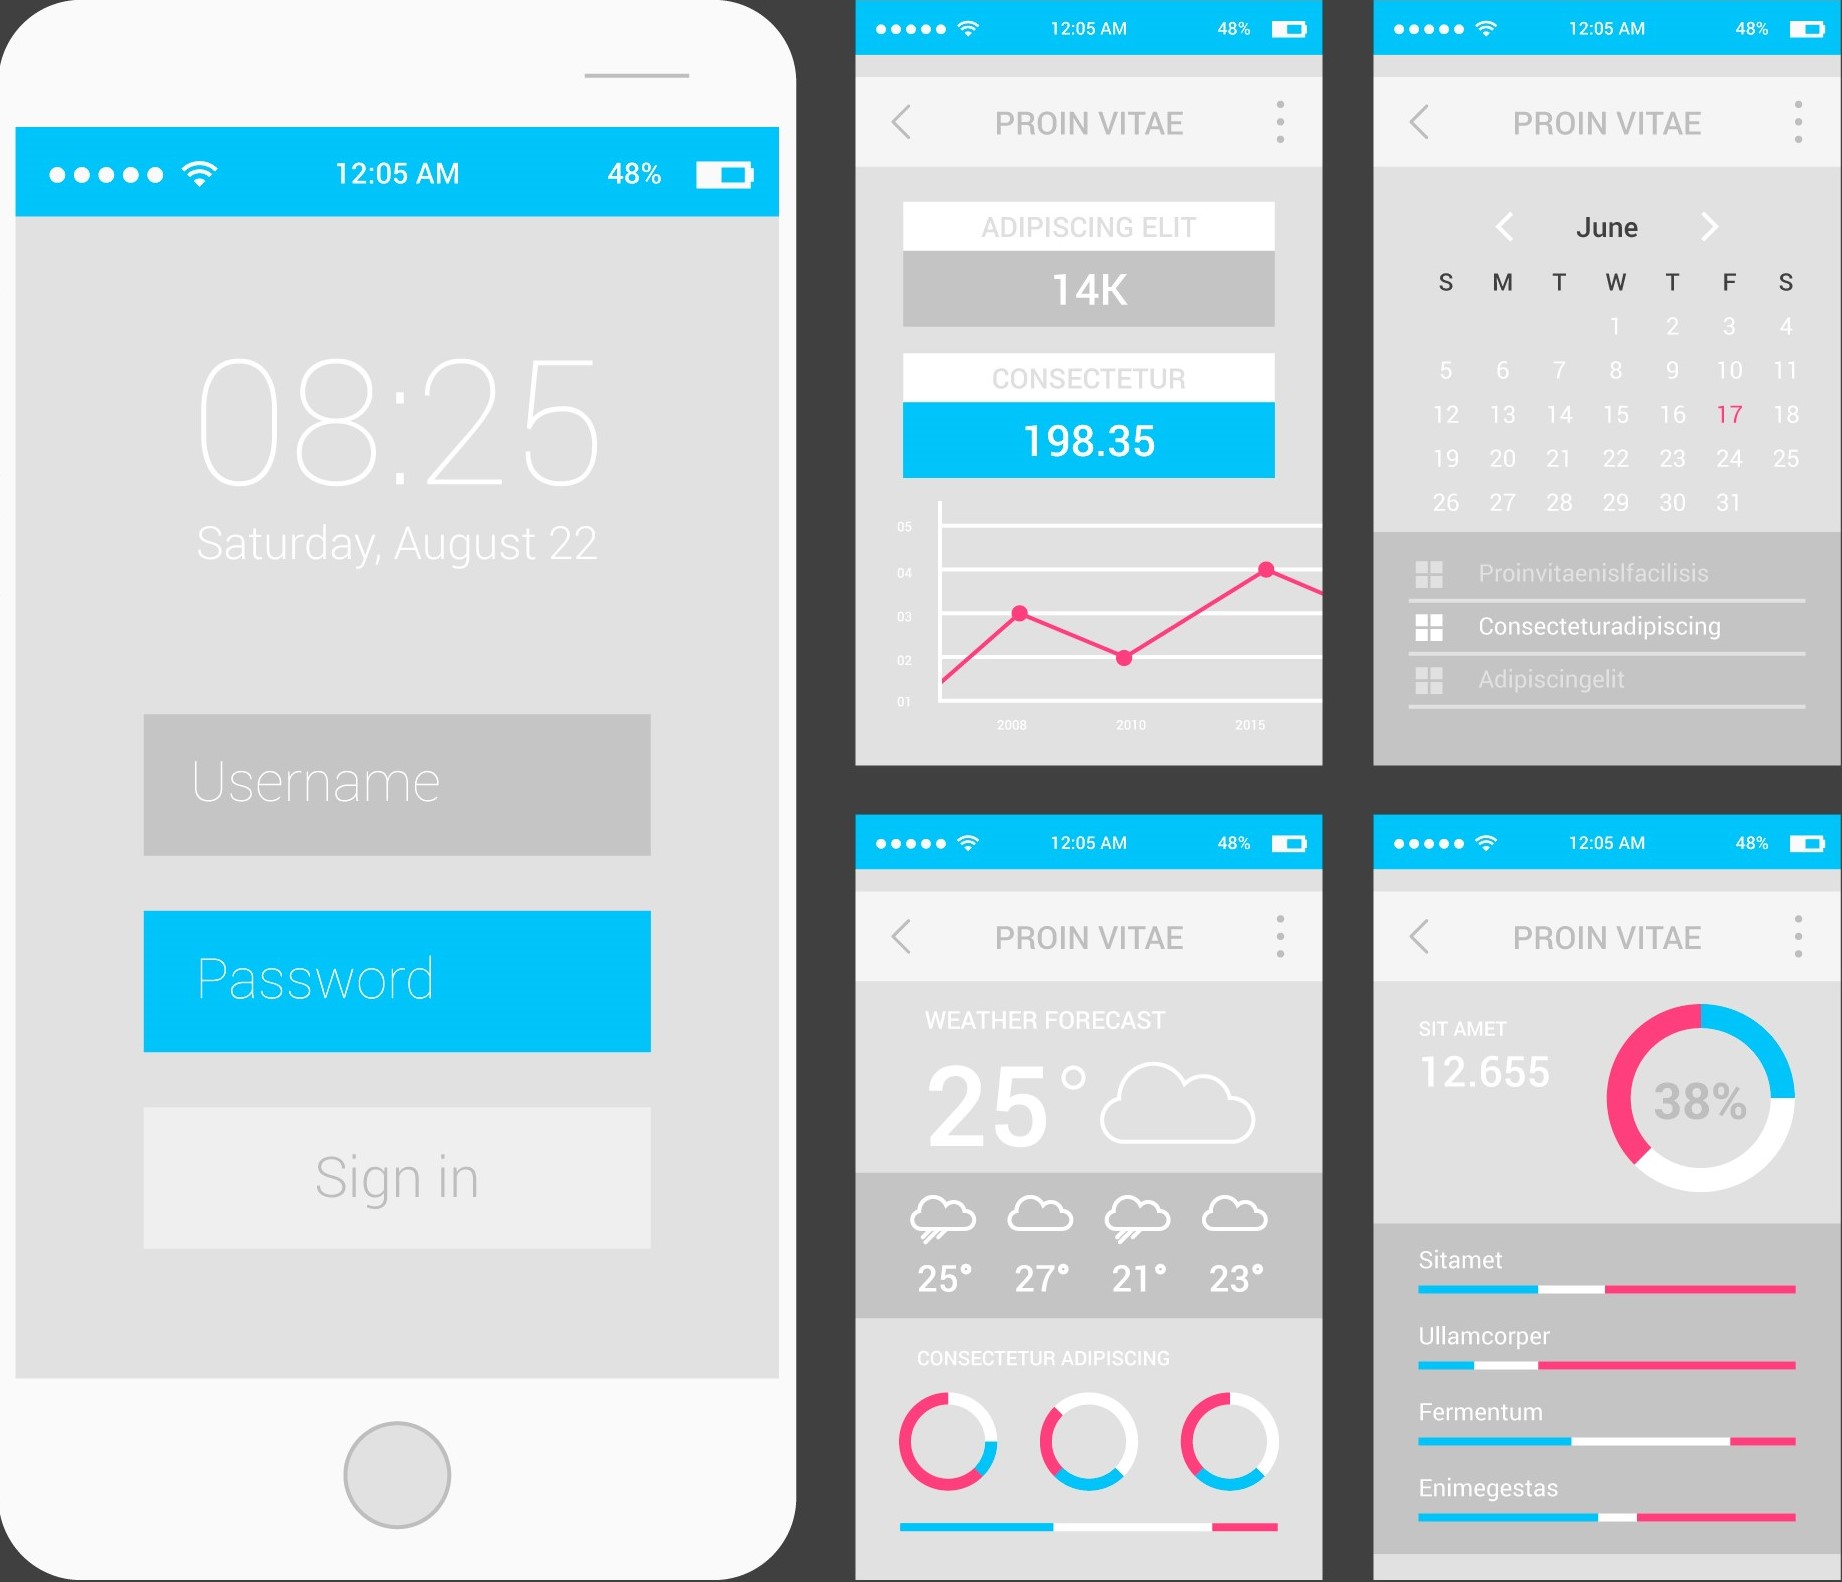 12:05 AM 48%
08:25
Saturday, August 22
Username
Password
Sign in
12:05 AM 48%
PROIN VITAE
ADIPISCING ELIT
14K
CONSECTETUR
198.35
05
04
03
02
01
2008 2010 2015
12:05 AM 48%
PROIN VITAE
June
S M T W T F S
1 2 3 4
5 6 7 8 9 10 11
12 13 14 15 16 17 18
19 20 21 22 23 24 25
26 27 28 29 30 31
Proinvitaenislfacilisis
Consecteturadipiscing
Adipiscingelit
12:05 AM 48%
PROIN VITAE
WEATHER FORECAST
25°
25° 27° 21° 23°
CONSECTETUR ADIPISCING
12:05 AM 48%
PROIN VITAE
SIT AMET
12.655
38%
Sitamet
Ullamcorper
Fermentum
Enimegestas